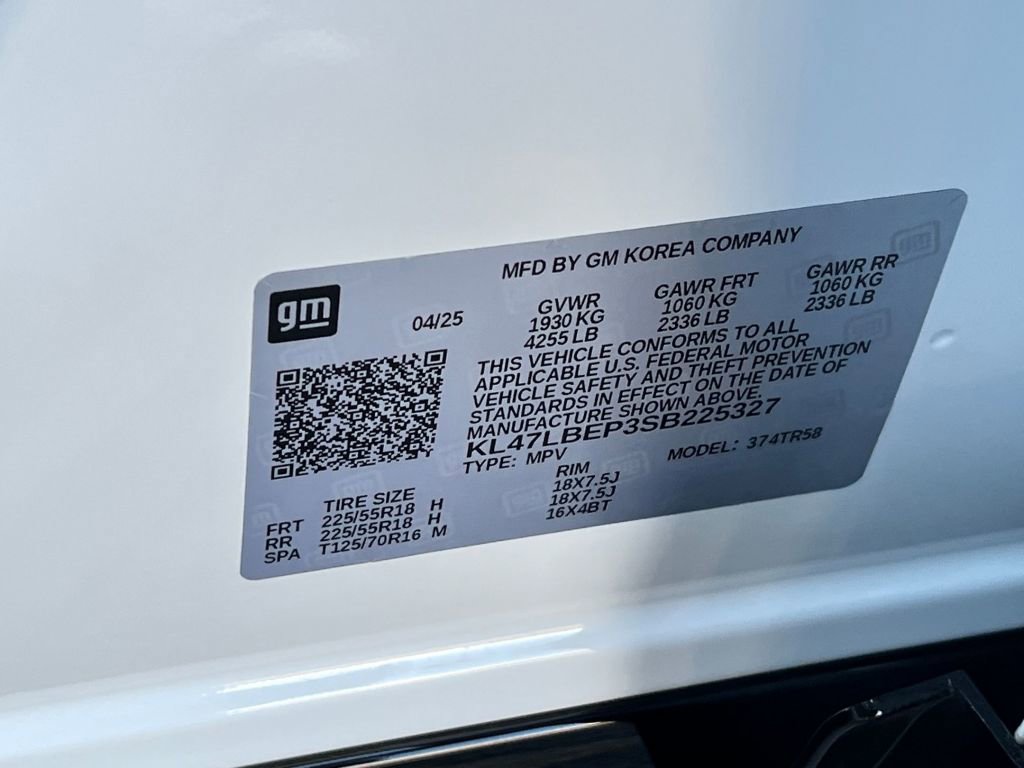 MFD BY GM KOREA COMPANY
gm
04/25
GVWR GAWR FRT GAWR RR
1930 KG 1060 KG 1060 KG
4255 LB 2336 LB 2336 LB
THIS VEHICLE CONFORMS TO ALL
APPLICABLE U.S. FEDERAL MOTOR
VEHICLE SAFETY AND THEFT PREVENTION
STANDARDS IN EFFECT ON THE DATE OF
MANUFACTURE SHOWN ABOVE.
KL47LBEP3SB225327
TYPE: MPV MODEL: 374TR58
TIRE SIZE RIM
FRT 225/55R18 H 18X7.5J
RR 225/55R18 H 18X7.5J
SPA T125/70R16 M 16X4BT